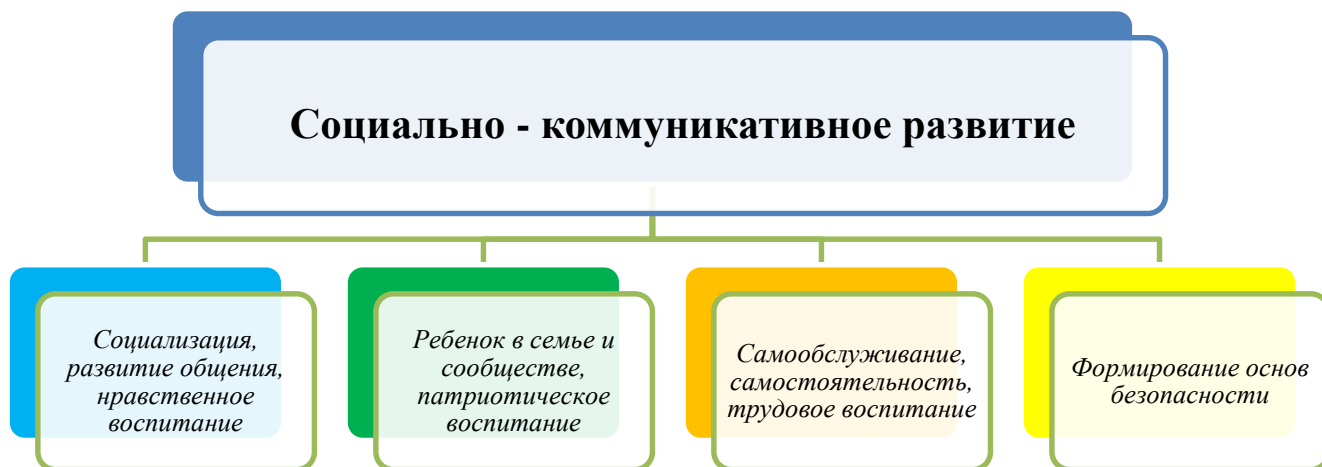 Социально - коммуникативное развитие
Социализация,
развитие общения,
нравственное
воспитание
Ребенок в семье и
сообществе,
патриотическое
воспитание
Самообслуживание,
самостоятельность,
трудовое воспитание
Формирование основ
безопасности